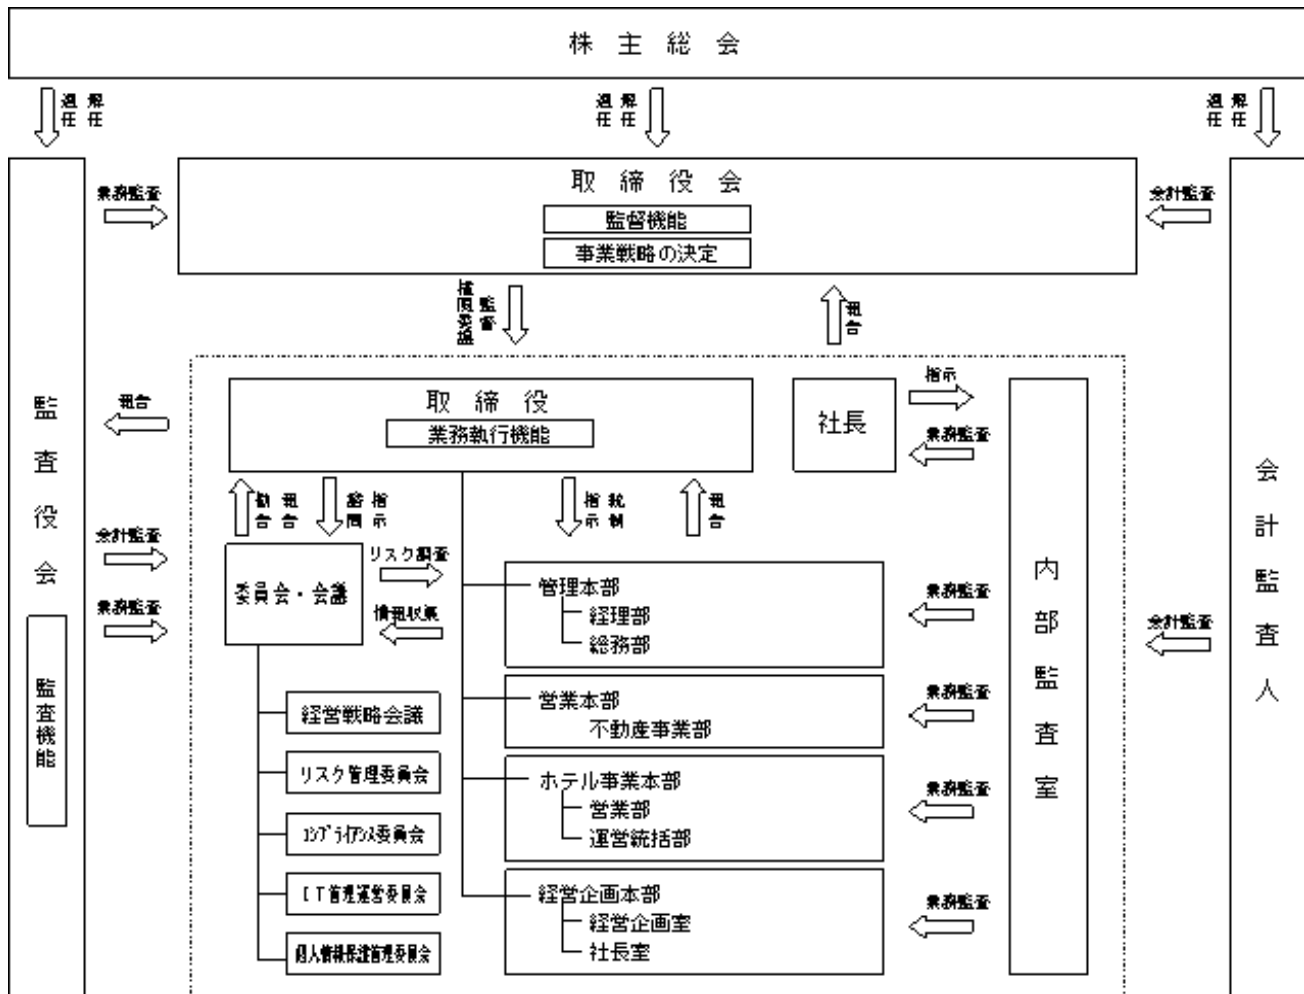 株主総会
選任
解任
選任
解任
選任
解任
取締役会
監督機能
事業戦略の決定
業務監査
会計監査
権限委譲
監督
報告
監査役会
監査機能
報告
会計監査
業務監査
取締役
業務執行機能
社長
指示
業務監査
勧告
報告
諮問
指示
指示
統制
報告
委員会・会議
リスク調査
情報収集
経営戦略会議
リスク管理委員会
コンプライアンス委員会
IT管理運営委員会
個人情報保護管理委員会
管理本部
経理部
総務部
営業本部
不動産事業部
ホテル事業本部
営業部
運営統括部
経営企画本部
経営企画室
社長室
業務監査
業務監査
業務監査
業務監査
内部監査室
会計監査
会計監査人